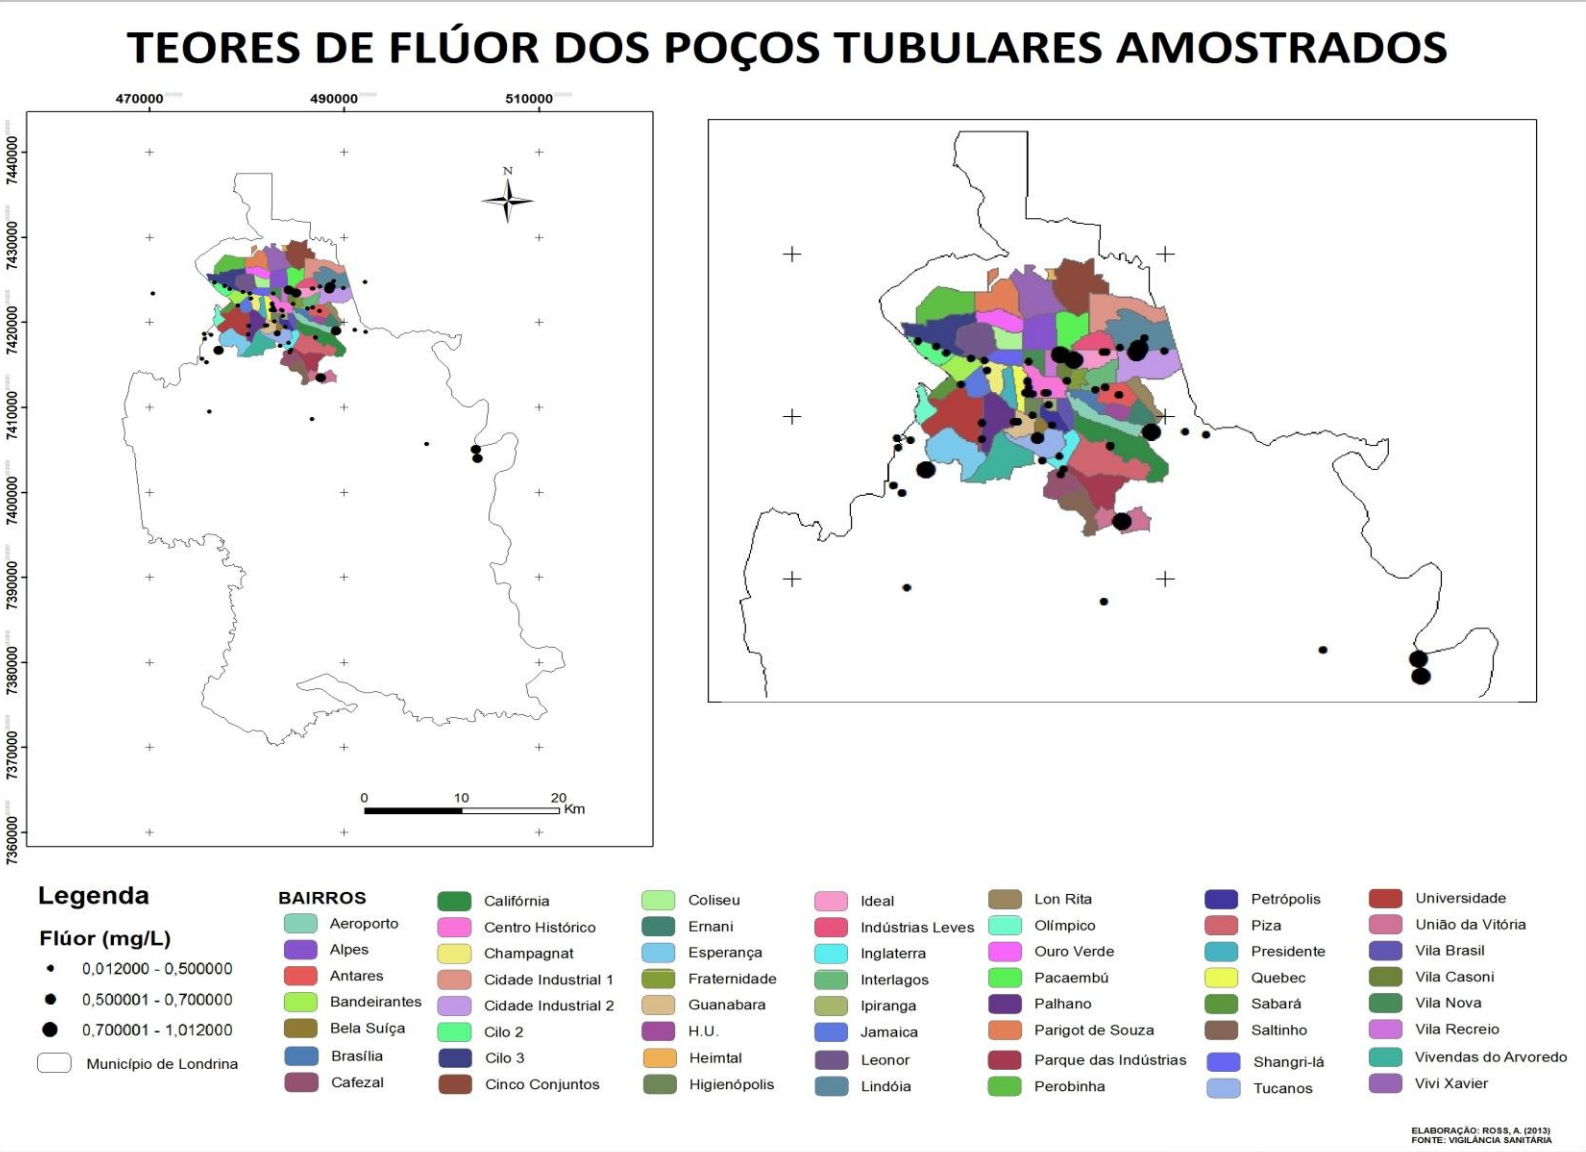 TEORES DE FLÚOR DOS POÇOS TUBULARES AMOSTRADOS
470000 490000 510000
7440000
7430000
7420000
7410000
7400000
7390000
7380000
7370000
7360000
N
0 10 20
Km
Legenda
Flúor (mg/L)
0,012000 - 0,500000
0,500001 - 0,700000
0,700001 - 1,012000
Município de Londrina
BAIRROS
Aeroporto
Alpes
Antares
Bandeirantes
Bela Suíça
Brasília
Cafezal
Califórnia
Centro Histórico
Champagnat
Cidade Industrial 1
Cidade Industrial 2
Cilo 2
Cilo 3
Cinco Conjuntos
Coliseu
Ernani
Esperança
Fraternidade
Guanabara
H.U.
Heimtal
Higienópolis
Ideal
Indústrias Leves
Inglaterra
Interlagos
Ipiranga
Jamaica
Leonor
Lindóia
Lon Rita
Olímpico
Ouro Verde
Pacaembú
Palhano
Parigot de Souza
Parque das Indústrias
Perobinha
Petrópolis
Piza
Presidente
Quebec
Sabará
Saltinho
Shangri-lá
Tucanos
Universidade
União da Vitória
Vila Brasil
Vila Casoni
Vila Nova
Vila Recreio
Vivendas do Arvoredo
Vivi Xavier
ELABORAÇÃO: ROSS, A. (2013)
FONTE: VIGILÂNCIA SANITÁRIA